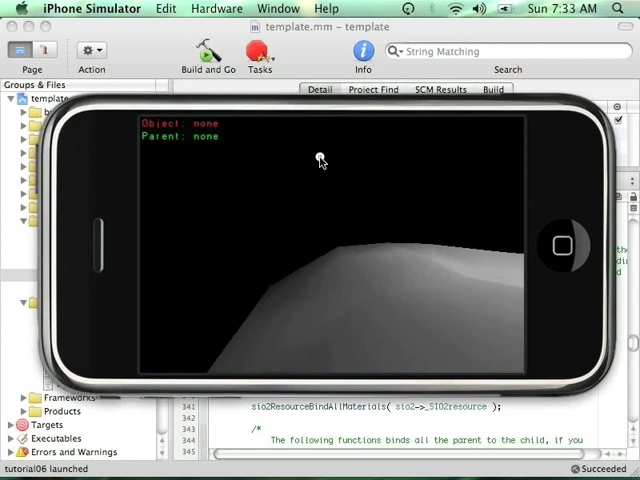 iPhone Simulator Edit Hardware Window Help Sun 7:33 AM
template.mm – template
String Matching
Page Action Build and Go Tasks Info Search
Groups & Files Detail Project Find SCM Results Build
template
Object: none
Parent: none
Frameworks
Products
Targets
Executables
Errors and Warnings
341 sio2ResourceBindAllMaterials( sio2->_SIO2resource );
342
343 /*
344 The following functions binds all the parent to the child, if you
345
tutorial06 launched Succeeded